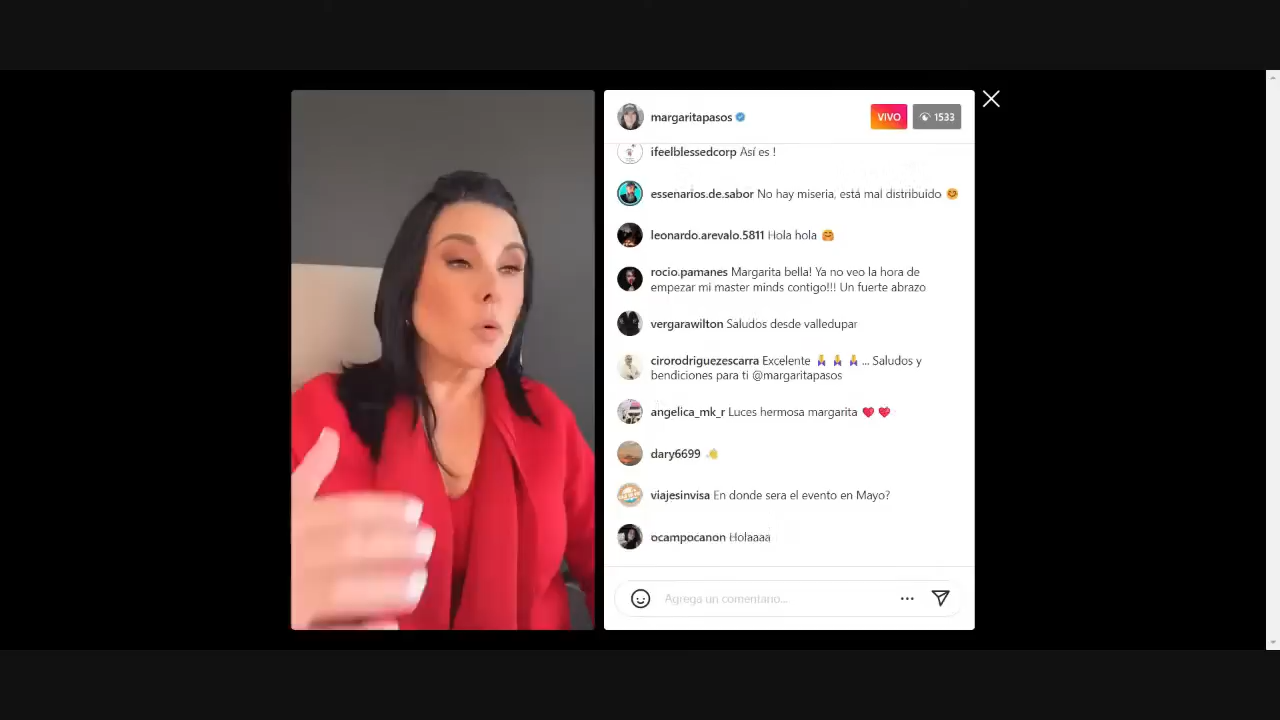 margaritapasos
VIVO
1533
ifeelblessedcorp Así es !
essenarios.de.sabor No hay miseria, está mal distribuido 😊
leonardo.arevalo.5811 Hola hola 🤗
rocio.pamanes Margarita bella! Ya no veo la hora de
empezar mi master minds contigo!!! Un fuerte abrazo
vergarawilton Saludos desde valledupar
cirorodriguezescarra Excelente 🙏 🙏 🙏 ... Saludos y
bendiciones para ti @margaritapasos
angelica_mk_r Luces hermosa margarita ❤️ ❤️
dary6699 👏
viajesinvisa En donde sera el evento en Mayo?
ocampocanon Holaaaa
Agrega un comentario...